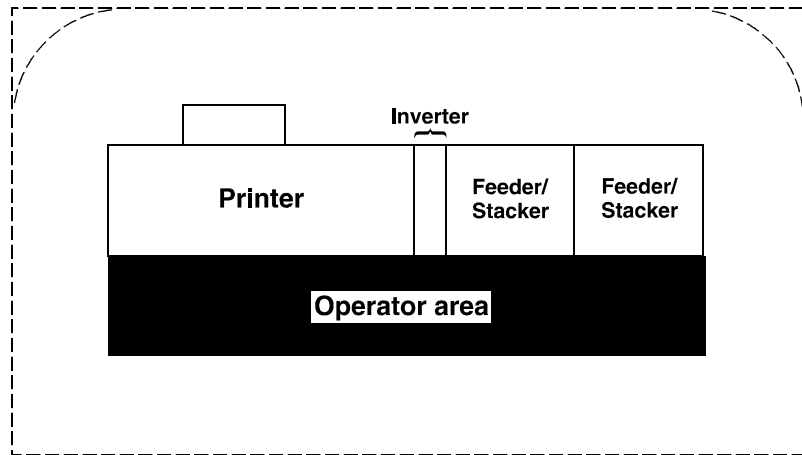 Inverter
Printer
Feeder/
Stacker
Feeder/
Stacker
Operator area